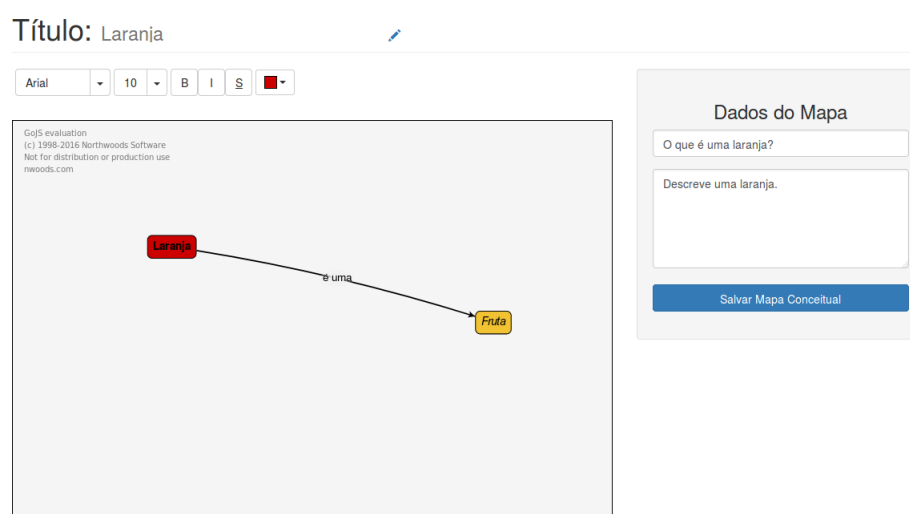 Título: Laranja
Arial 10 B I S
GoJS evaluation
(c) 1998-2016 Northwoods Software
Not for distribution or production use
nwoods.com
Laranja
é uma
Fruta
Dados do Mapa
O que é uma laranja?
Descreve uma laranja.
Salvar Mapa Conceitual